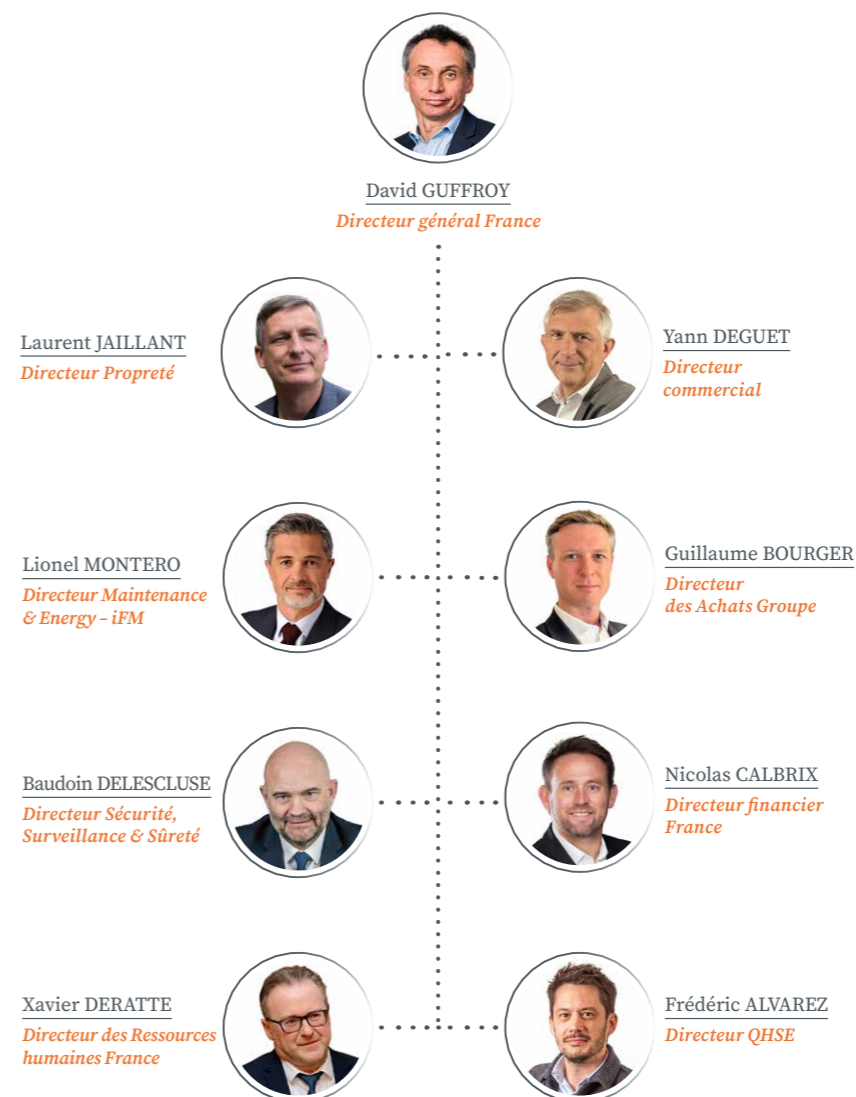 David GUFFROY
Directeur général France
Laurent JAILLANT
Directeur Propreté
Yann DEGUET
Directeur
commercial
Lionel MONTERO
Directeur Maintenance
& Energy – iFM
Guillaume BOURGER
Directeur
des Achats Groupe
Baudoin DELESCLUSE
Directeur Sécurité,
Surveillance & Sûreté
Nicolas CALBRIX
Directeur financier
France
Xavier DERATTE
Directeur des Ressources
humaines France
Frédéric ALVAREZ
Directeur QHSE